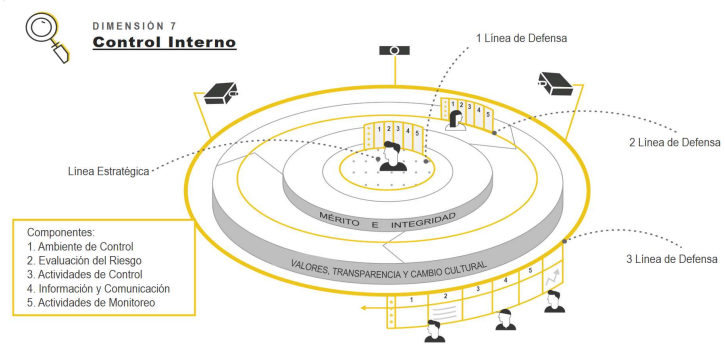 DIMENSIÓN 7
Control Interno
1 Línea de Defensa
1 2 3 4 5
1 2 3 4 5
2 Línea de Defensa
Línea Estratégica
MÉRITO E INTEGRIDAD
VALORES, TRANSPARENCIA Y CAMBIO CULTURAL
3 Línea de Defensa
1 2 3 4 5
Componentes:
1. Ambiente de Control
2. Evaluación del Riesgo
3. Actividades de Control
4. Información y Comunicación
5. Actividades de Monitoreo